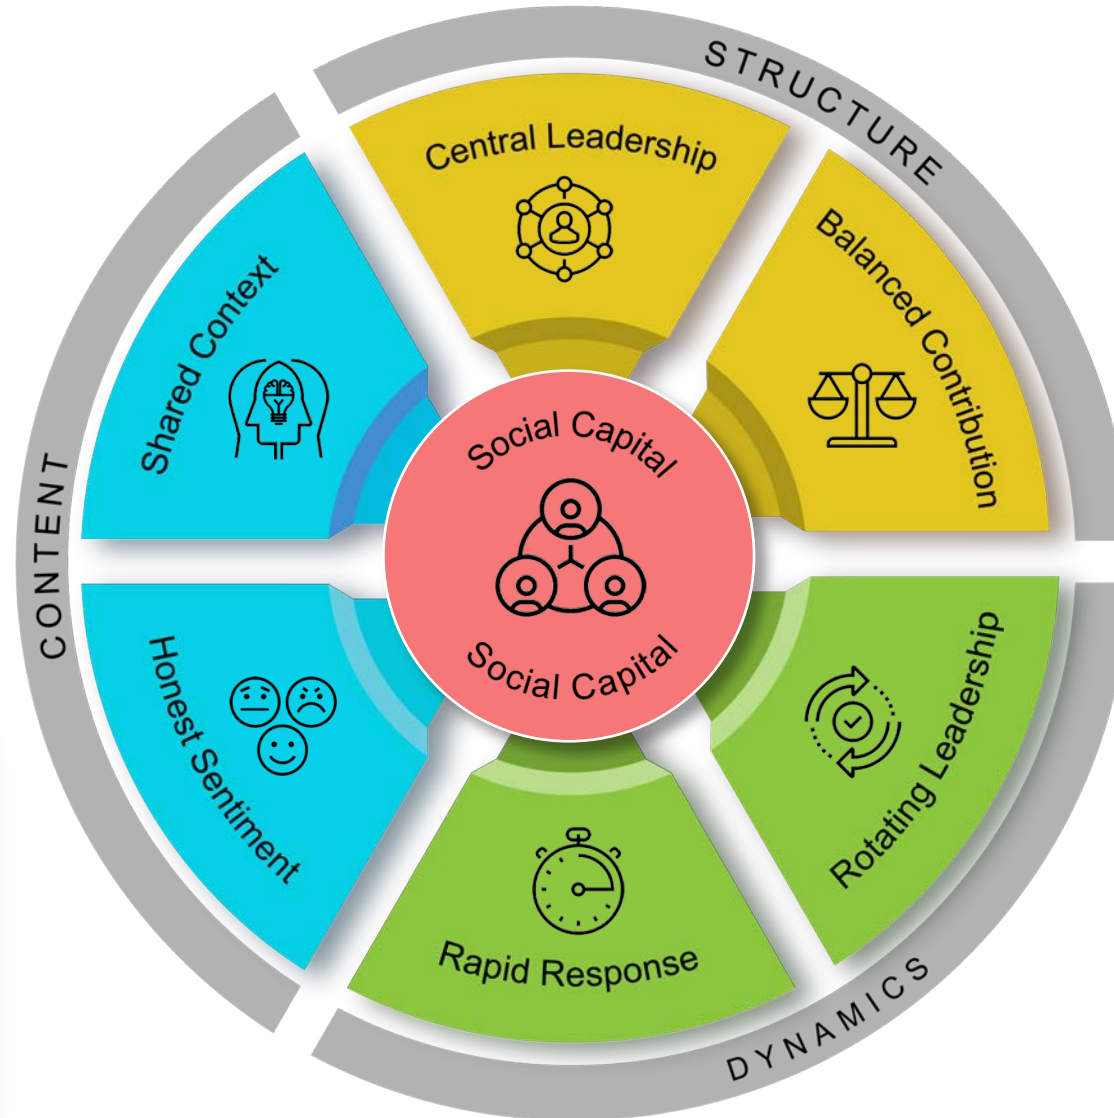 STRUCTURE
Central Leadership
Balanced Contribution
Shared Context
CONTENT
Social Capital
Social Capital
Honest Sentiment
Rotating Leadership
Rapid Response
DYNAMICS